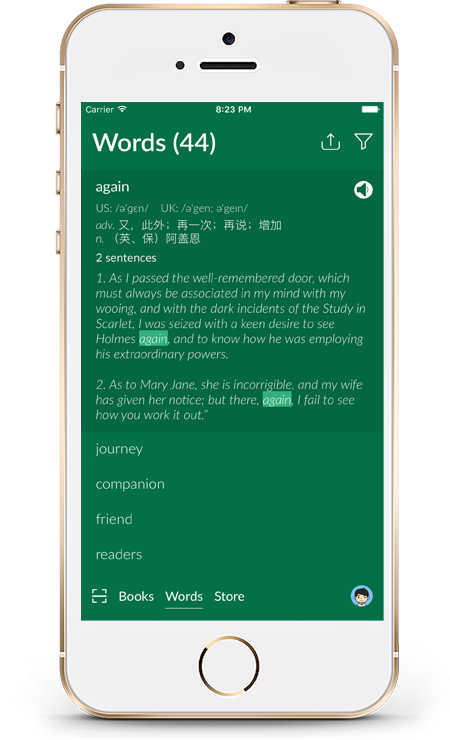 Carrier 8:23 PM
Words (44)
again
US: /ə'gɛn/ UK: /ə'gen; ə'geɪn/
adv. 又，此外；再一次；再说；增加
n. （英、保）阿盖恩
2 sentences
1. As I passed the well-remembered door, which
must always be associated in my mind with my
wooing, and with the dark incidents of the Study in
Scarlet, I was seized with a keen desire to see
Holmes again, and to know how he was employing
his extraordinary powers.
2. As to Mary Jane, she is incorrigible, and my wife
has given her notice; but there, again, I fail to see
how you work it out.”
journey
companion
friend
readers
Books Words Store